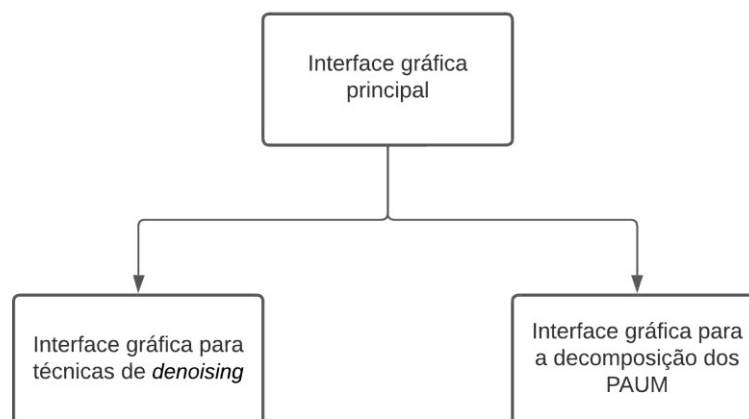 Interface gráfica
principal
Interface gráfica para
técnicas de denoising
Interface gráfica para
a decomposição dos
PAUM